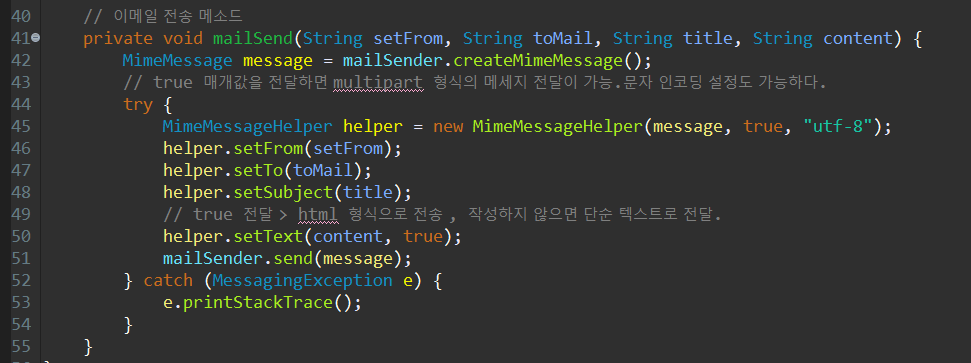 40 // 이메일 전송 메소드
41 private void mailSend(String setFrom, String toMail, String title, String content) {
42 MimeMessage message = mailSender.createMimeMessage();
43 // true 매개값을 전달하면 multipart 형식의 메세지 전달이 가능.문자 인코딩 설정도 가능하다.
44 try {
45 MimeMessageHelper helper = new MimeMessageHelper(message, true, "utf-8");
46 helper.setFrom(setFrom);
47 helper.setTo(toMail);
48 helper.setSubject(title);
49 // true 전달 > html 형식으로 전송 , 작성하지 않으면 단순 텍스트로 전달.
50 helper.setText(content, true);
51 mailSender.send(message);
52 } catch (MessagingException e) {
53 e.printStackTrace();
54 }
55 }